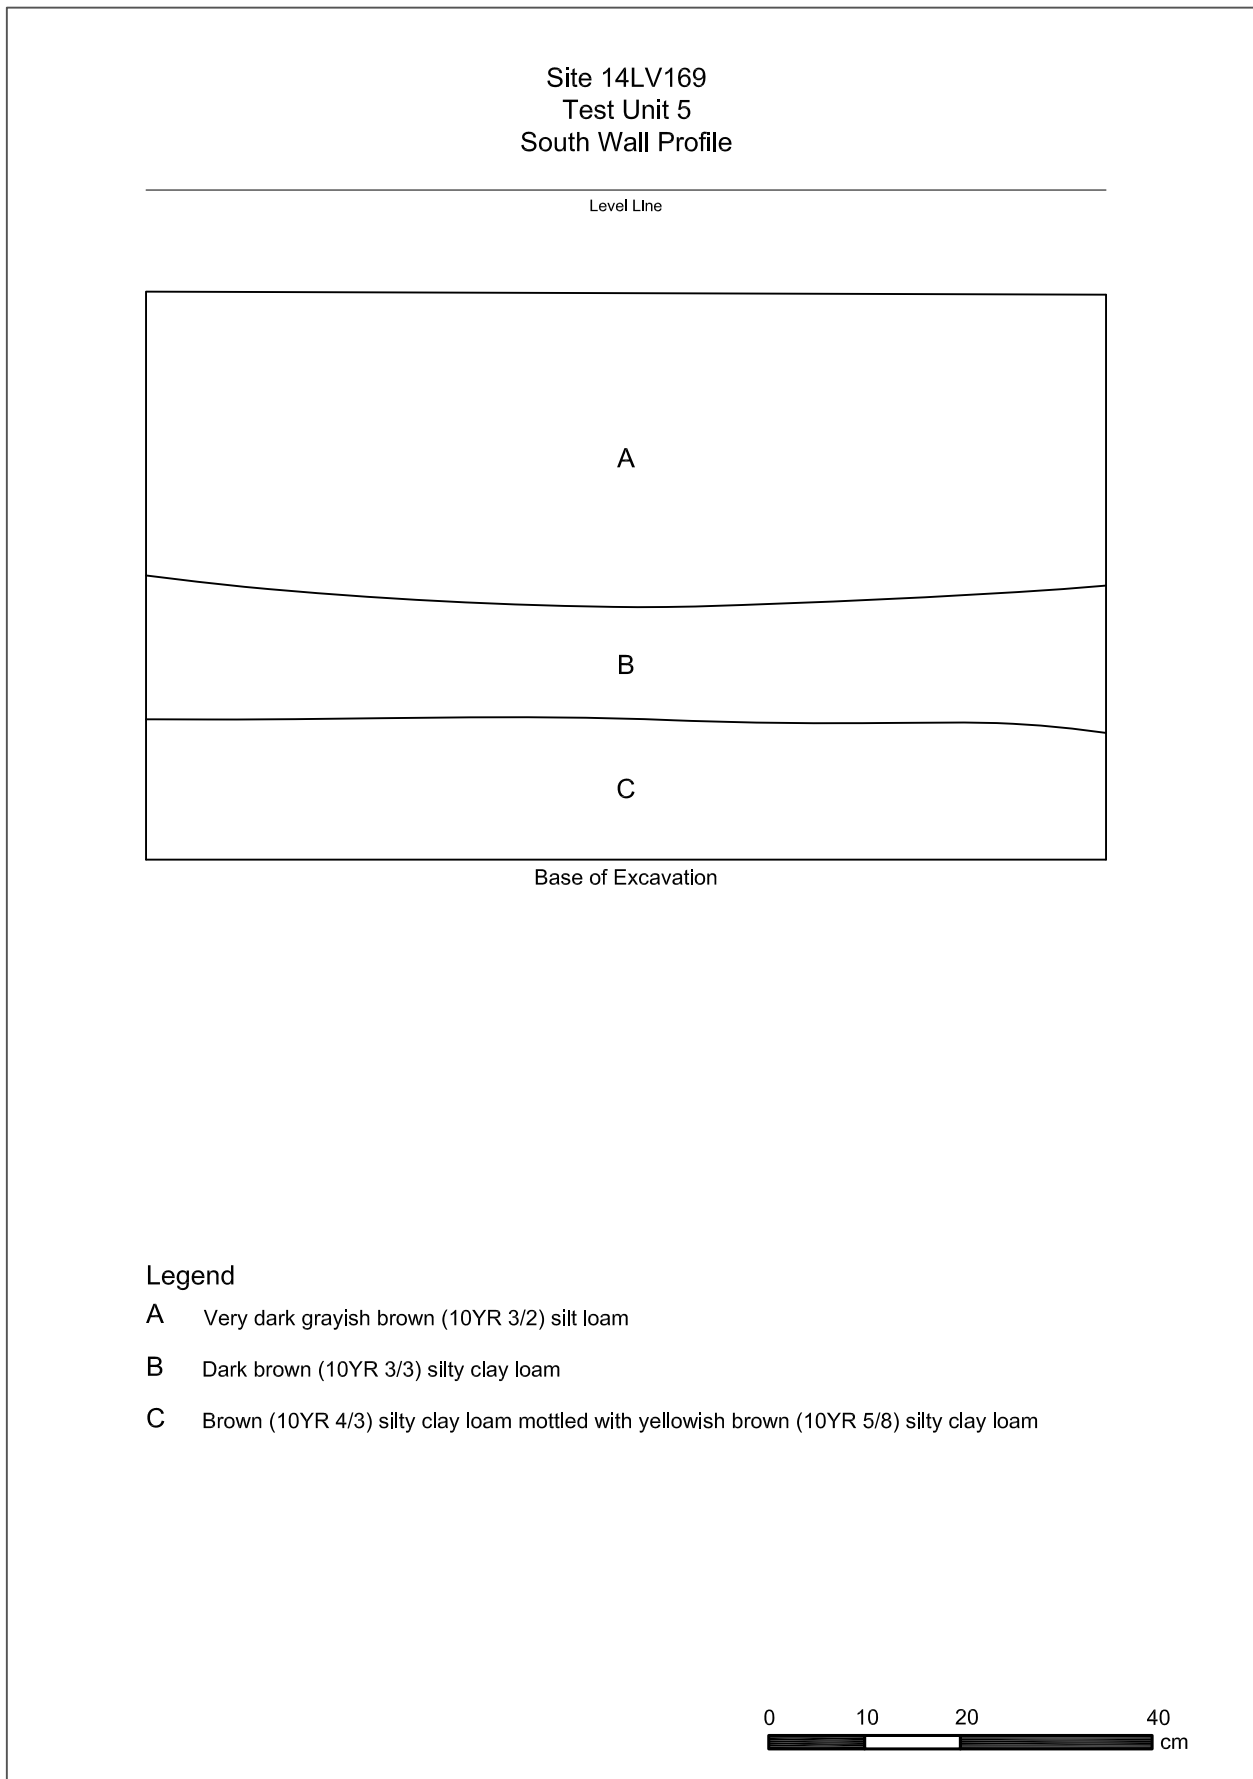 Site 14LV169
Test Unit 5
South Wall Profile
Level LIne
A
B
C
Base of Excavation
Legend
A Very dark grayish brown (10YR 3/2) silt loam
B Dark brown (10YR 3/3) silty clay loam
C Brown (10YR 4/3) silty clay loam mottled with yellowish brown (10YR 5/8) silty clay loam
0 10 20 40
cm